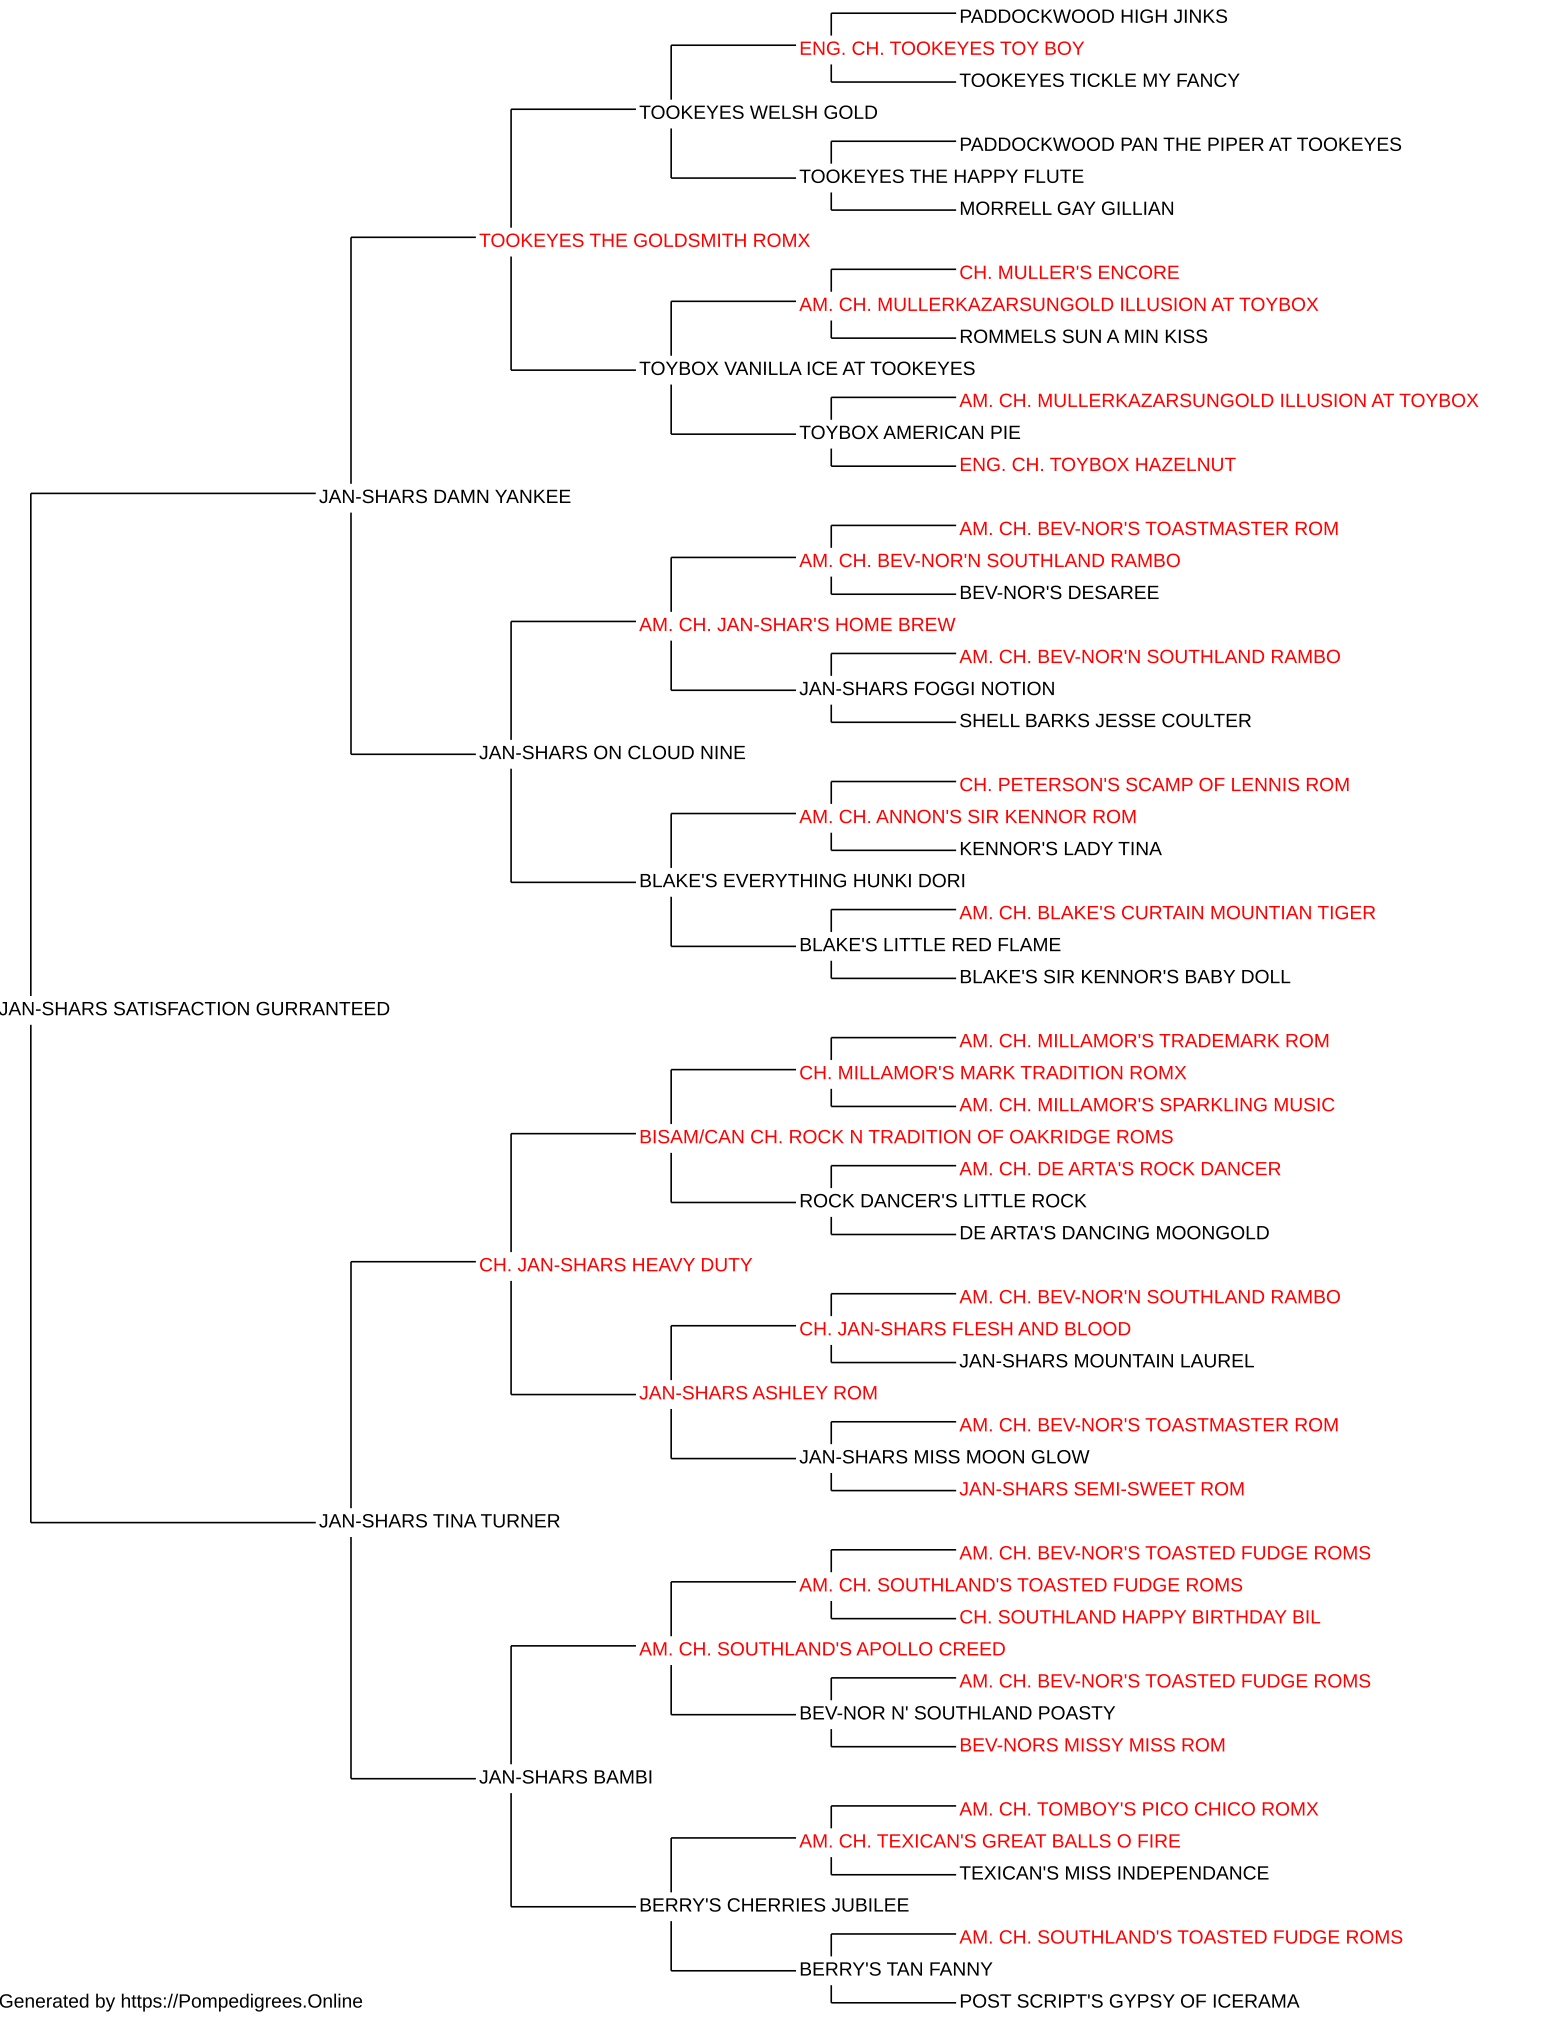 PADDOCKWOOD HIGH JINKS
ENG. CH. TOOKEYES TOY BOY
TOOKEYES TICKLE MY FANCY
TOOKEYES WELSH GOLD
PADDOCKWOOD PAN THE PIPER AT TOOKEYES
TOOKEYES THE HAPPY FLUTE
MORRELL GAY GILLIAN
TOOKEYES THE GOLDSMITH ROMX
CH. MULLER'S ENCORE
AM. CH. MULLERKAZARSUNGOLD ILLUSION AT TOYBOX
ROMMELS SUN A MIN KISS
TOYBOX VANILLA ICE AT TOOKEYES
AM. CH. MULLERKAZARSUNGOLD ILLUSION AT TOYBOX
TOYBOX AMERICAN PIE
ENG. CH. TOYBOX HAZELNUT
JAN-SHARS DAMN YANKEE
AM. CH. BEV-NOR'S TOASTMASTER ROM
AM. CH. BEV-NOR'N SOUTHLAND RAMBO
BEV-NOR'S DESAREE
AM. CH. JAN-SHAR'S HOME BREW
AM. CH. BEV-NOR'N SOUTHLAND RAMBO
JAN-SHARS FOGGI NOTION
SHELL BARKS JESSE COULTER
JAN-SHARS ON CLOUD NINE
CH. PETERSON'S SCAMP OF LENNIS ROM
AM. CH. ANNON'S SIR KENNOR ROM
KENNOR'S LADY TINA
BLAKE'S EVERYTHING HUNKI DORI
AM. CH. BLAKE'S CURTAIN MOUNTIAN TIGER
BLAKE'S LITTLE RED FLAME
BLAKE'S SIR KENNOR'S BABY DOLL
JAN-SHARS SATISFACTION GURRANTEED
AM. CH. MILLAMOR'S TRADEMARK ROM
CH. MILLAMOR'S MARK TRADITION ROMX
AM. CH. MILLAMOR'S SPARKLING MUSIC
BISAM/CAN CH. ROCK N TRADITION OF OAKRIDGE ROMS
AM. CH. DE ARTA'S ROCK DANCER
ROCK DANCER'S LITTLE ROCK
DE ARTA'S DANCING MOONGOLD
CH. JAN-SHARS HEAVY DUTY
AM. CH. BEV-NOR'N SOUTHLAND RAMBO
CH. JAN-SHARS FLESH AND BLOOD
JAN-SHARS MOUNTAIN LAUREL
JAN-SHARS ASHLEY ROM
AM. CH. BEV-NOR'S TOASTMASTER ROM
JAN-SHARS MISS MOON GLOW
JAN-SHARS SEMI-SWEET ROM
JAN-SHARS TINA TURNER
AM. CH. BEV-NOR'S TOASTED FUDGE ROMS
AM. CH. SOUTHLAND'S TOASTED FUDGE ROMS
CH. SOUTHLAND HAPPY BIRTHDAY BIL
AM. CH. SOUTHLAND'S APOLLO CREED
AM. CH. BEV-NOR'S TOASTED FUDGE ROMS
BEV-NOR N' SOUTHLAND POASTY
BEV-NORS MISSY MISS ROM
JAN-SHARS BAMBI
AM. CH. TOMBOY'S PICO CHICO ROMX
AM. CH. TEXICAN'S GREAT BALLS O FIRE
TEXICAN'S MISS INDEPENDANCE
BERRY'S CHERRIES JUBILEE
AM. CH. SOUTHLAND'S TOASTED FUDGE ROMS
BERRY'S TAN FANNY
POST SCRIPT'S GYPSY OF ICERAMA
Generated by https://Pompedigrees.Online